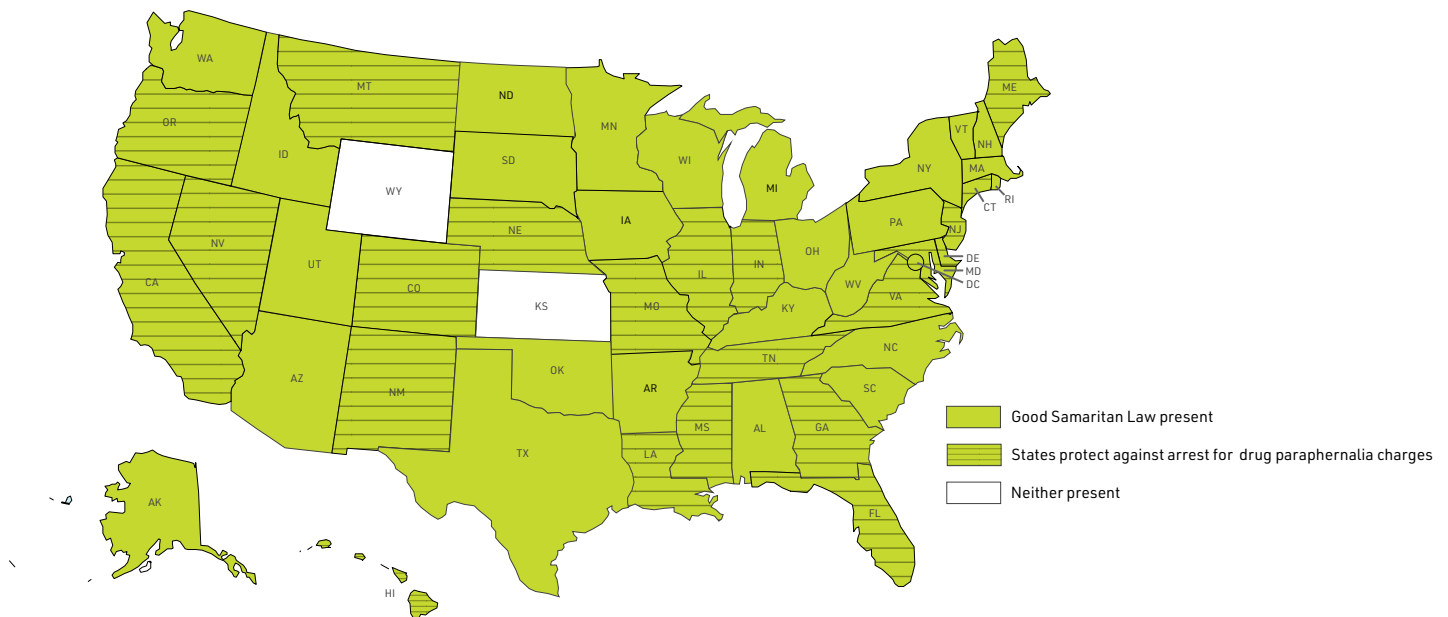 WA
MT
ND
MN
ME
OR
ID
SD
WI
VT
NH
NY
MA
WY
MI
CT
RI
IA
NE
PA
NJ
NV
OH
UT
CO
IL
IN
DE
MD
DC
CA
WV
VA
KS
MO
KY
NC
TN
OK
AZ
NM
AR
SC
MS
AL
GA
LA
TX
AK
FL
HI
Good Samaritan Law present
States protect against arrest for drug paraphernalia charges
Neither present